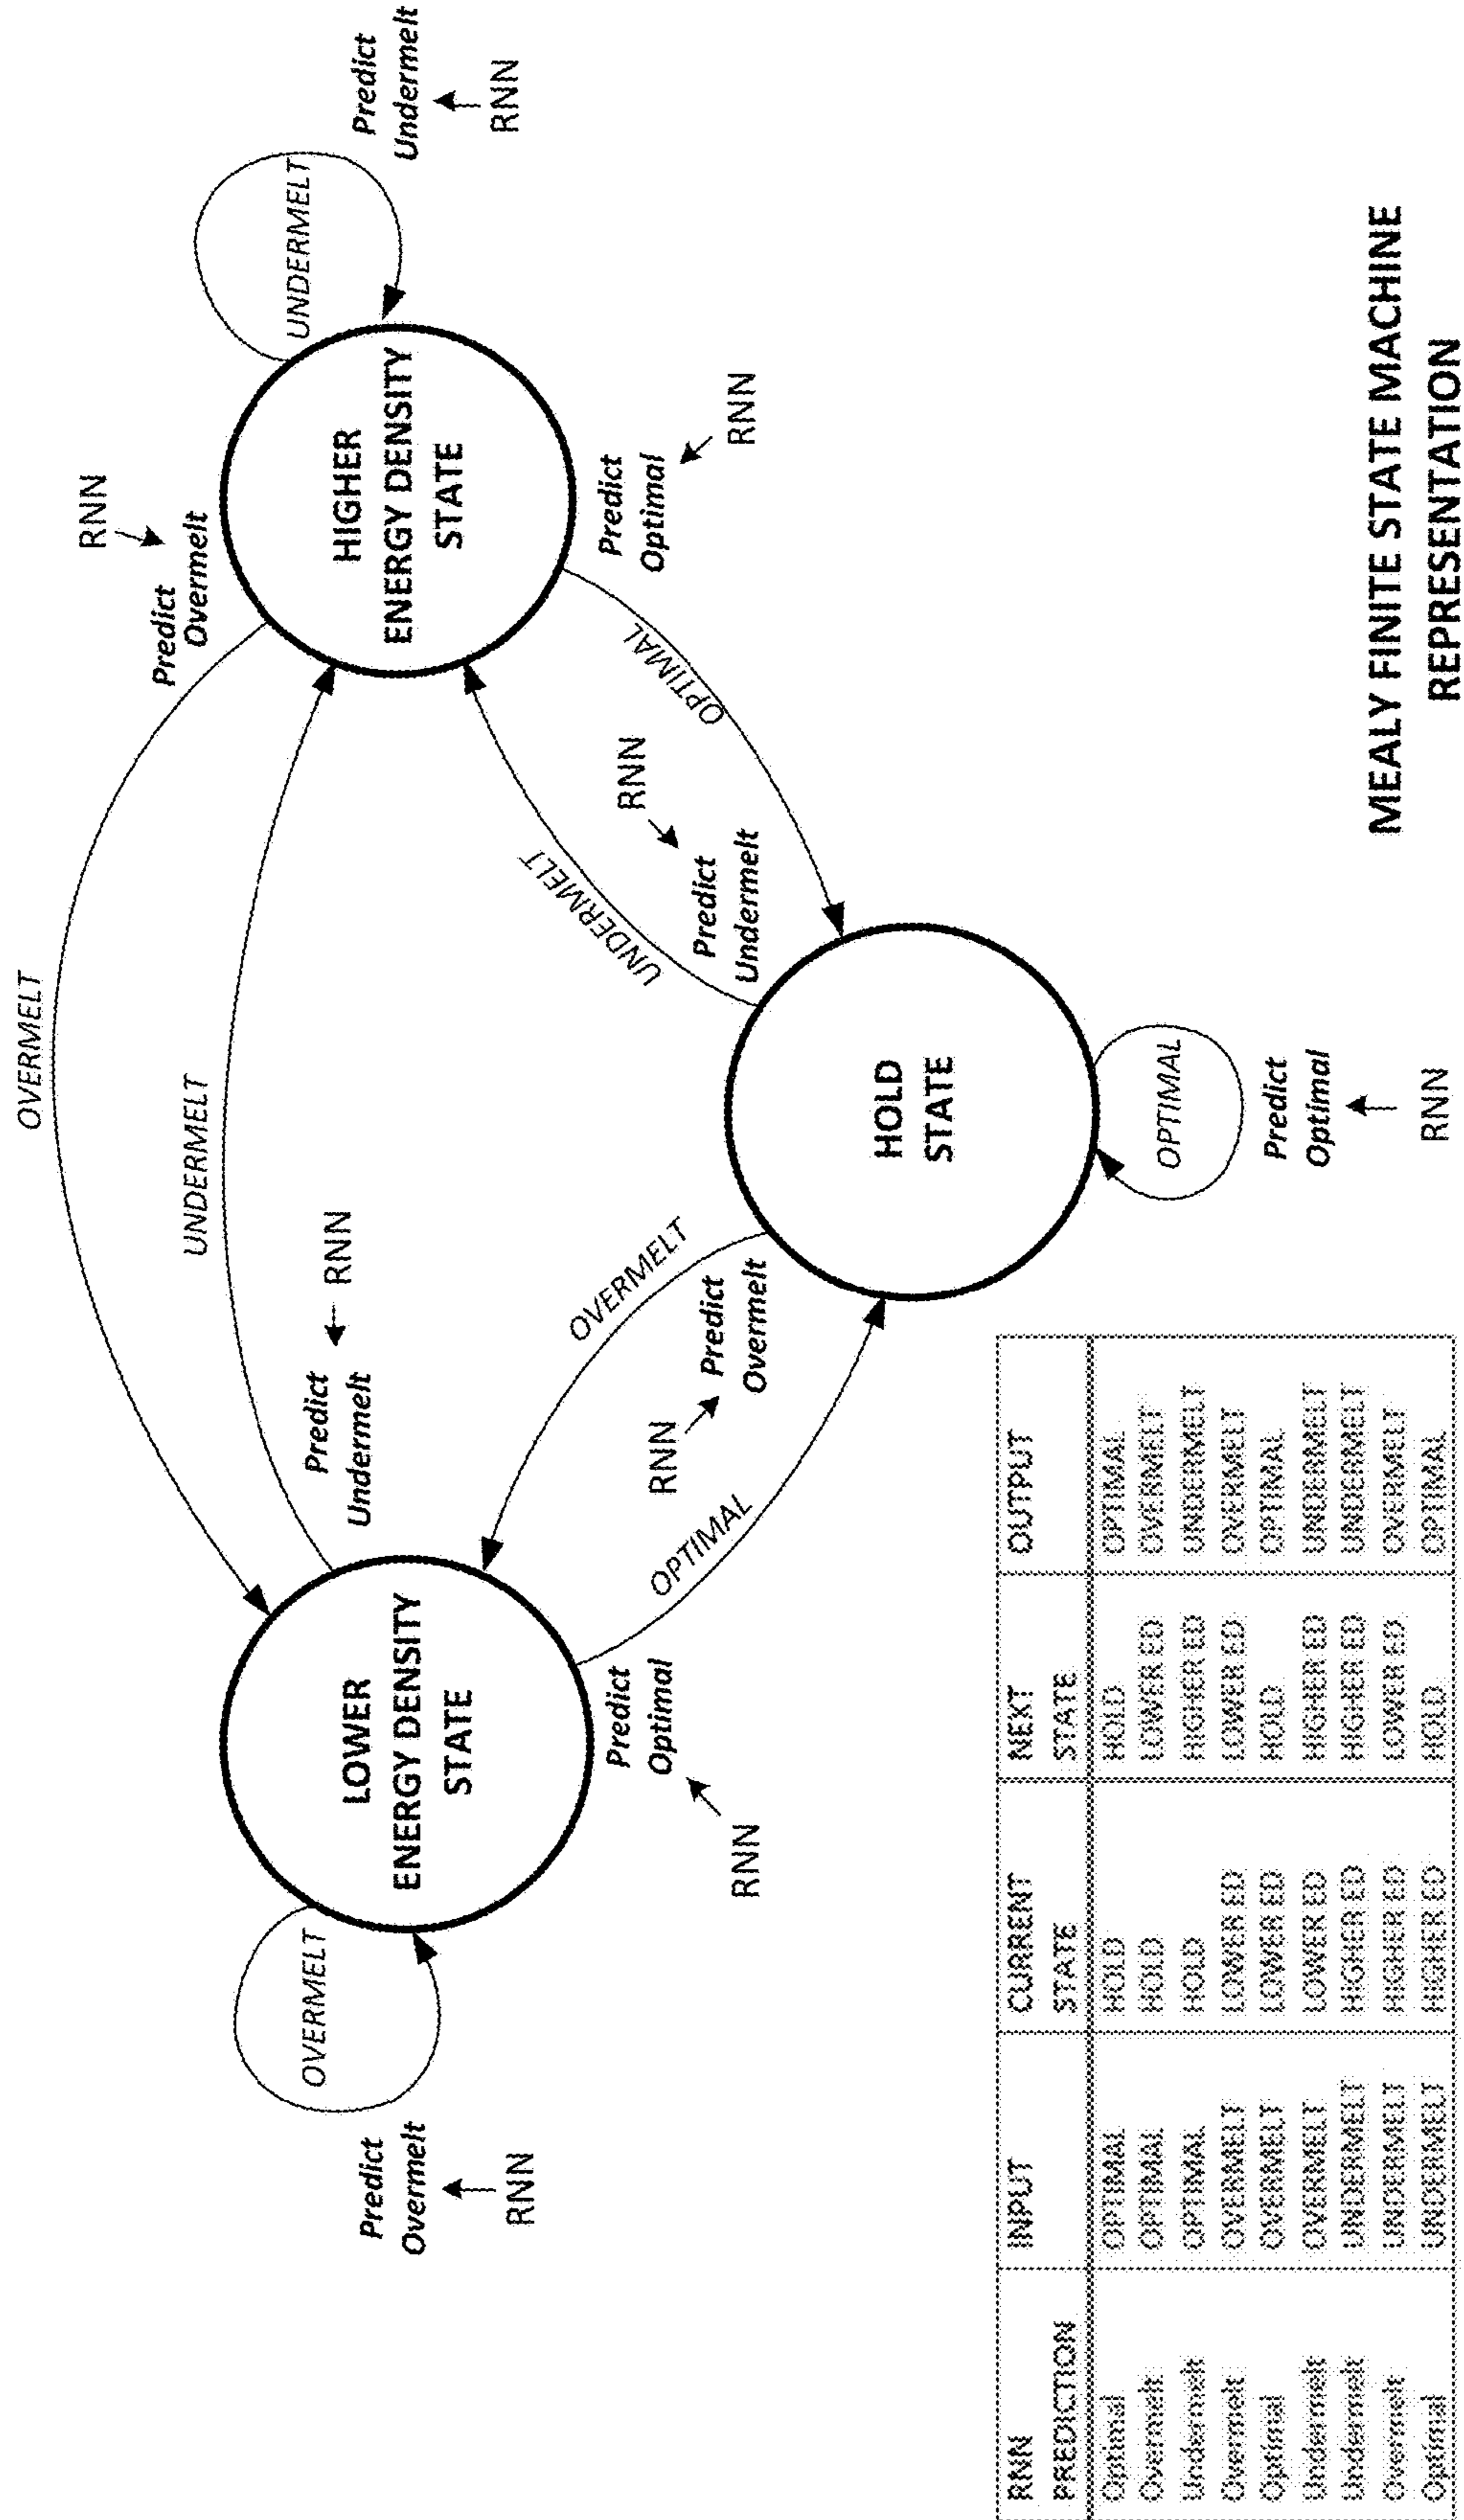 OVERMELT
RNN
Predict
Overmelt
UNDERMELT
OVERMELT
Predict
Undermelt
RNN
UNDERMELT
Predict
Overmelt
RNN
LOWER
ENERGY DENSITY
STATE
HIGHER
ENERGY DENSITY
STATE
Predict
Undermelt
RNN
Predict
Optimal
RNN
OPTIMAL
OVERMELT
RNN
Predict
Overmelt
UNDERMELT
Predict
Undermelt
RNN
OPTIMAL
Predict
Optimal
RNN
HOLD
STATE
OPTIMAL
Predict
Optimal
RNN
RNN PREDICTION INPUT CURRENT STATE NEXT STATE OUTPUT
Optimal OPTIMAL HOLD HOLD OPTIMAL
Overmelt OPTIMAL HOLD LOWER ED OVERMELT
Undermelt OPTIMAL HOLD HIGHER ED UNDERMELT
Overmelt OVERMELT LOWER ED LOWER ED OVERMELT
Optimal OVERMELT LOWER ED HOLD OPTIMAL
Undermelt OVERMELT LOWER ED HIGHER ED UNDERMELT
Undermelt UNDERMELT HIGHER ED HIGHER ED UNDERMELT
Overmelt UNDERMELT HIGHER ED LOWER ED OVERMELT
Optimal UNDERMELT HIGHER ED HOLD OPTIMAL
MEALY FINITE STATE MACHINE
REPRESENTATION